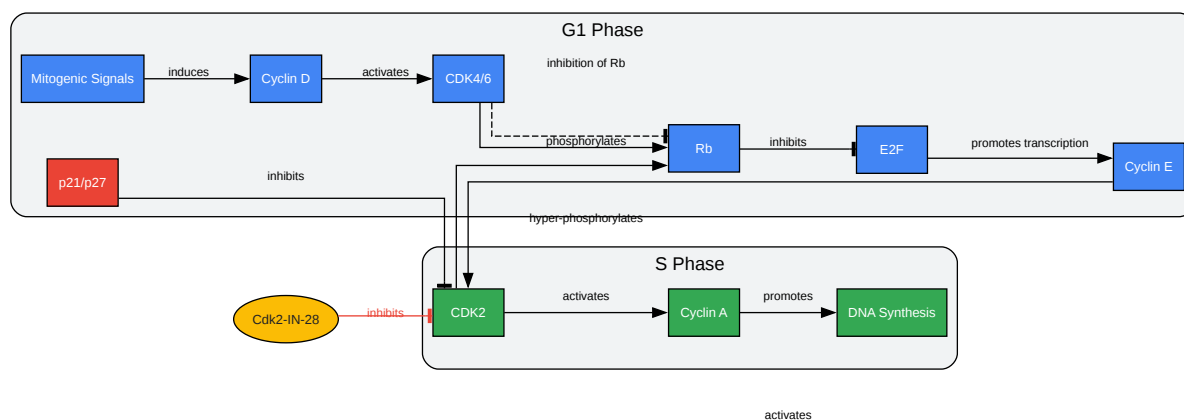 G1 Phase
inhibition of Rb
Mitogenic Signals
induces
Cyclin D
activates
CDK4/6
phosphorylates
Rb
inhibits
E2F
promotes transcription
Cyclin E
p21/p27
inhibits
hyper-phosphorylates
S Phase
Cdk2-IN-28
inhibits
CDK2
activates
Cyclin A
promotes
DNA Synthesis
activates